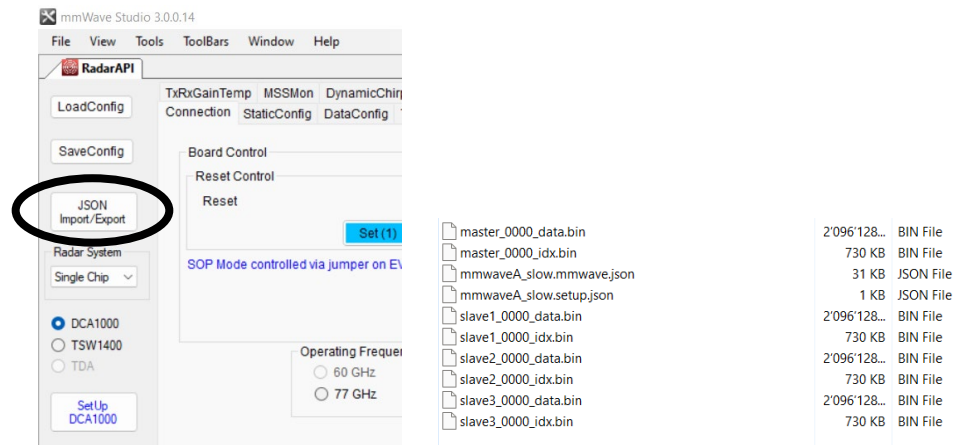 mmWave Studio 3.0.0.14
File View Tools ToolBars Window Help
RadarAPI
TxRxGainTemp MSSMon DynamicChirp
LoadConfig
Connection StaticConfig DataConfig
SaveConfig
Board Control
Reset Control
JSON
Import/Export
Reset
Set (1)
Radar System
SOP Mode controlled via jumper on EV
Single Chip
DCA1000
TSW1400
TDA
Operating Freque
60 GHz
77 GHz
SetUp
DCA1000
master_0000_data.bin 2'096'128... BIN File
master_0000_idx.bin 730 KB BIN File
mmwaveA_slow.mmwave.json 31 KB JSON File
mmwaveA_slow.setup.json 1 KB JSON File
slave1_0000_data.bin 2'096'128... BIN File
slave1_0000_idx.bin 730 KB BIN File
slave2_0000_data.bin 2'096'128... BIN File
slave2_0000_idx.bin 730 KB BIN File
slave3_0000_data.bin 2'096'128... BIN File
slave3_0000_idx.bin 730 KB BIN File